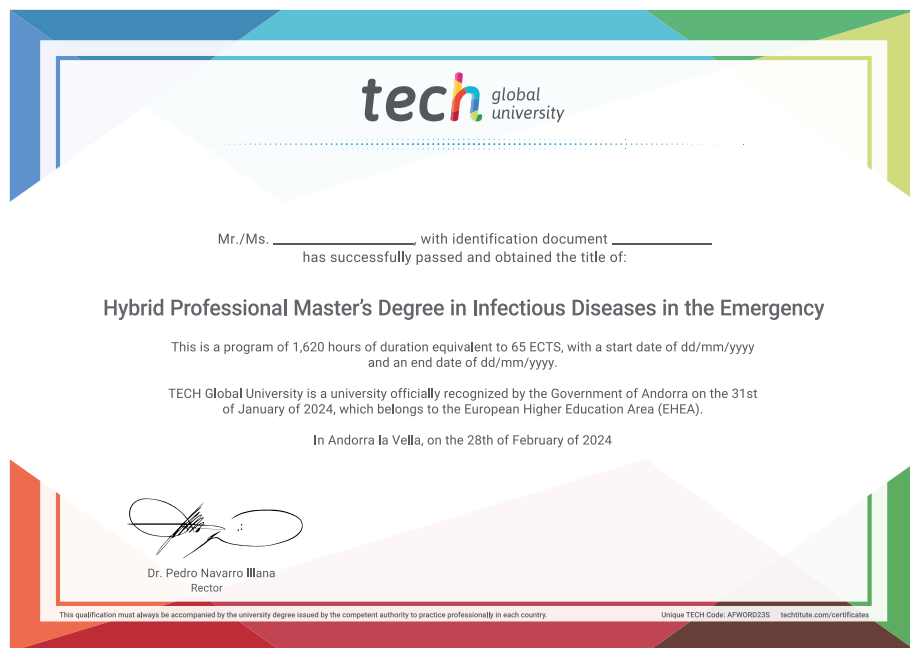 tech global
university
Mr./Ms. ________________, with identification document ____________
has successfully passed and obtained the title of:
Hybrid Professional Master’s Degree in Infectious Diseases in the Emergency
This is a program of 1,620 hours of duration equivalent to 65 ECTS, with a start date of dd/mm/yyyy
and an end date of dd/mm/yyyy.
TECH Global University is a university officially recognized by the Government of Andorra on the 31st
of January of 2024, which belongs to the European Higher Education Area (EHEA).
In Andorra la Vella, on the 28th of February of 2024
Dr. Pedro Navarro Illana
Rector
This qualification must always be accompanied by the university degree issued by the competent authority to practice professionally in each country.
Unique TECH Code: AFWORD23S techtitute.com/certificates